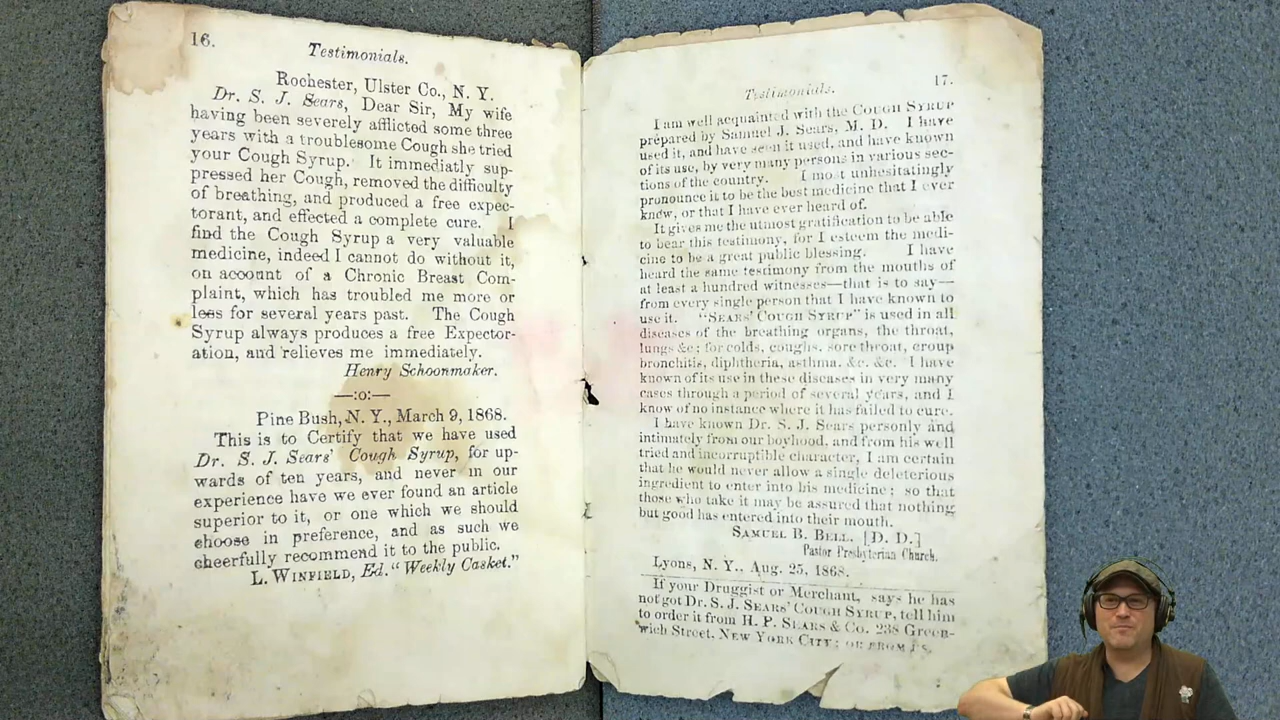 16.
Testimonials.
Rochester, Ulster Co., N. Y.
Dr. S. J. Sears, Dear Sir, My wife
having been severely afflicted some three
years with a troublesome Cough she tried
your Cough Syrup. It immediatly sup-
pressed her Cough, removed the difficulty
of breathing, and produced a free expec-
torant, and effected a complete cure. I
find the Cough Syrup a very valuable
medicine, indeed I cannot do without it,
on account of a Chronic Breast Com-
plaint, which has troubled me more or
less for several years past. The Cough
Syrup always produces a free Expector-
ation, and relieves me immediately.
Henry Schoonmaker.
—:o:—
Pine Bush, N. Y., March 9, 1868.
This is to Certify that we have used
Dr. S. J. Sears' Cough Syrup, for up-
wards of ten years, and never in our
experience have we ever found an article
superior to it, or one which we should
choose in preference, and as such we
cheerfully recommend it to the public.
L. WINFIELD, Ed. "Weekly Casket."
17.
Testimonials.
I am well acquainted with the COUGH SYRUP
prepared by Samuel J. Sears, M. D. I have
used it, and have seen it used, and have known
of its use, by very many persons in various sec-
tions of the country. I most unhesitatingly
pronounce it to be the best medicine that I ever
knew, or that I have ever heard of.
It gives me the utmost gratification to be able
to bear this testimony, for I esteem the medi-
cine to be a great public blessing. I have
heard the same testimony from the mouths of
at least a hundred witnesses—that is to say—
from every single person that I have known to
use it. "SEARS' COUGH SYRUP" is used in all
diseases of the breathing organs, the throat,
lungs &c; for colds, coughs, sore throat, croup
bronchitis, diphtheria, asthma, &c. &c. I have
known of its use in these diseases in very many
cases through a period of several years, and I
know of no instance where it has failed to cure.
I have known Dr. S. J. Sears personly and
intimately from our boyhood, and from his well
tried and incorruptible character, I am certain
that he would never allow a single deleterious
ingredient to enter into his medicine; so that
those who take it may be assured that nothing
but good has entered into their mouth.
SAMUEL B. BELL. [D. D.]
Pastor Presbyterian Church.
Lyons, N. Y., Aug. 25, 1868.
If your Druggist or Merchant, says he has
not got Dr. S. J. SEARS' COUGH SYRUP, tell him
to order it from H. P. SEARS & Co. 238 Green-
wich Street. NEW YORK CITY; OR FROM US.